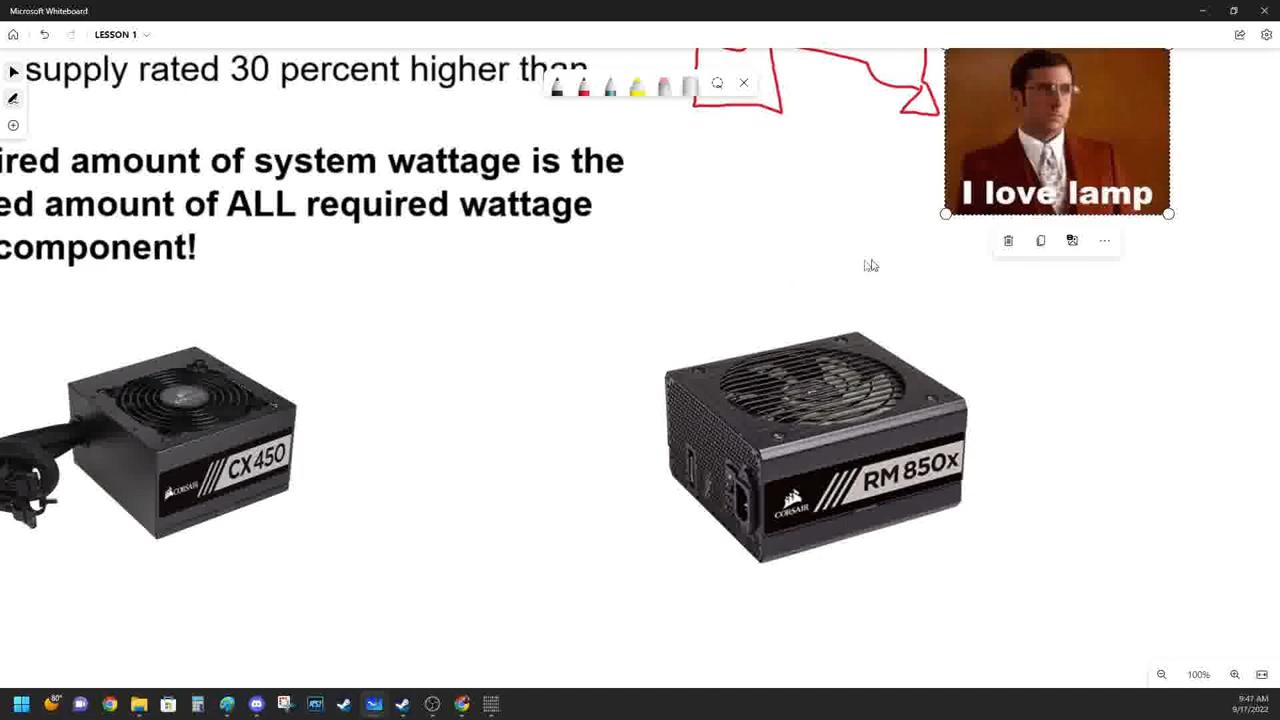 Microsoft Whiteboard
LESSON 1
supply rated 30 percent higher than
ired amount of system wattage is the
ed amount of ALL required wattage
component!
I love lamp
CORSAIR
CX450
CORSAIR
RM 850x
100%
80°
9:47 AM
9/17/2022